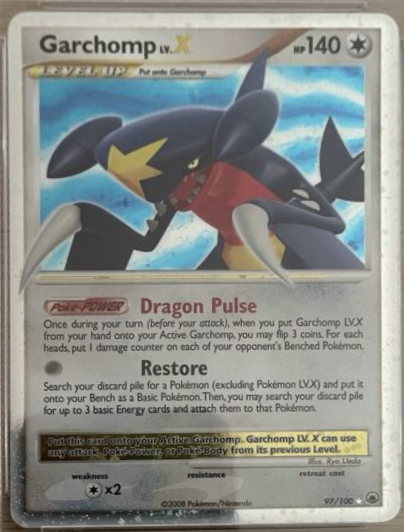 Garchomp LV.X HP 140
LEVEL-UP Put onto Garchomp
Poké-POWER Dragon Pulse
Once during your turn (before your attack), when you put Garchomp LV.X
from your hand onto your Active Garchomp, you may flip 3 coins. For each
heads, put 1 damage counter on each of your opponent's Benched Pokémon.
Restore
Search your discard pile for a Pokémon (excluding Pokémon LV.X) and put it
onto your Bench as a Basic Pokémon. Then, you may search your discard pile
for up to 3 basic Energy cards and attach them to that Pokémon.
Put this card onto your Active Garchomp. Garchomp LV. X can use
any attack, Poké-Power, or Poké-Body from its previous Level.
Illus. Ryo Ueda
weakness resistance retreat cost
x2
©2008 Pokémon/Nintendo 97/100